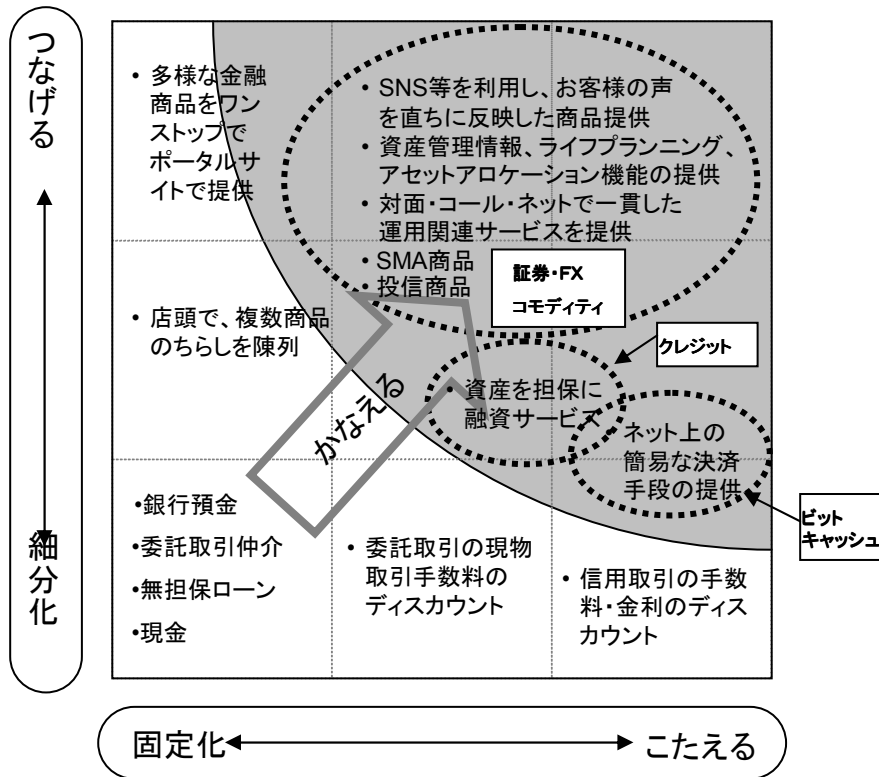 つなげる
細分化
• 多様な金融
商品をワン
ストップで
ポータルサ
イトで提供
• SNS等を利用し、お客様の声
を直ちに反映した商品提供
• 資産管理情報、ライフプランニング、
アセットアロケーション機能の提供
• 対面・コール・ネットで一貫した
運用関連サービスを提供
• SMA商品
• 投信商品
証券・FX
コモディティ
• 店頭で、複数商品
のちらしを陳列
クレジット
• 資産を担保に
融資サービス
かなえる
ネット上の
簡易な決済
手段の提供
ビット
キャッシュ
•銀行預金
•委託取引仲介
•無担保ローン
•現金
• 委託取引の現物
取引手数料の
ディスカウント
• 信用取引の手数
料・金利のディス
カウント
固定化
こたえる